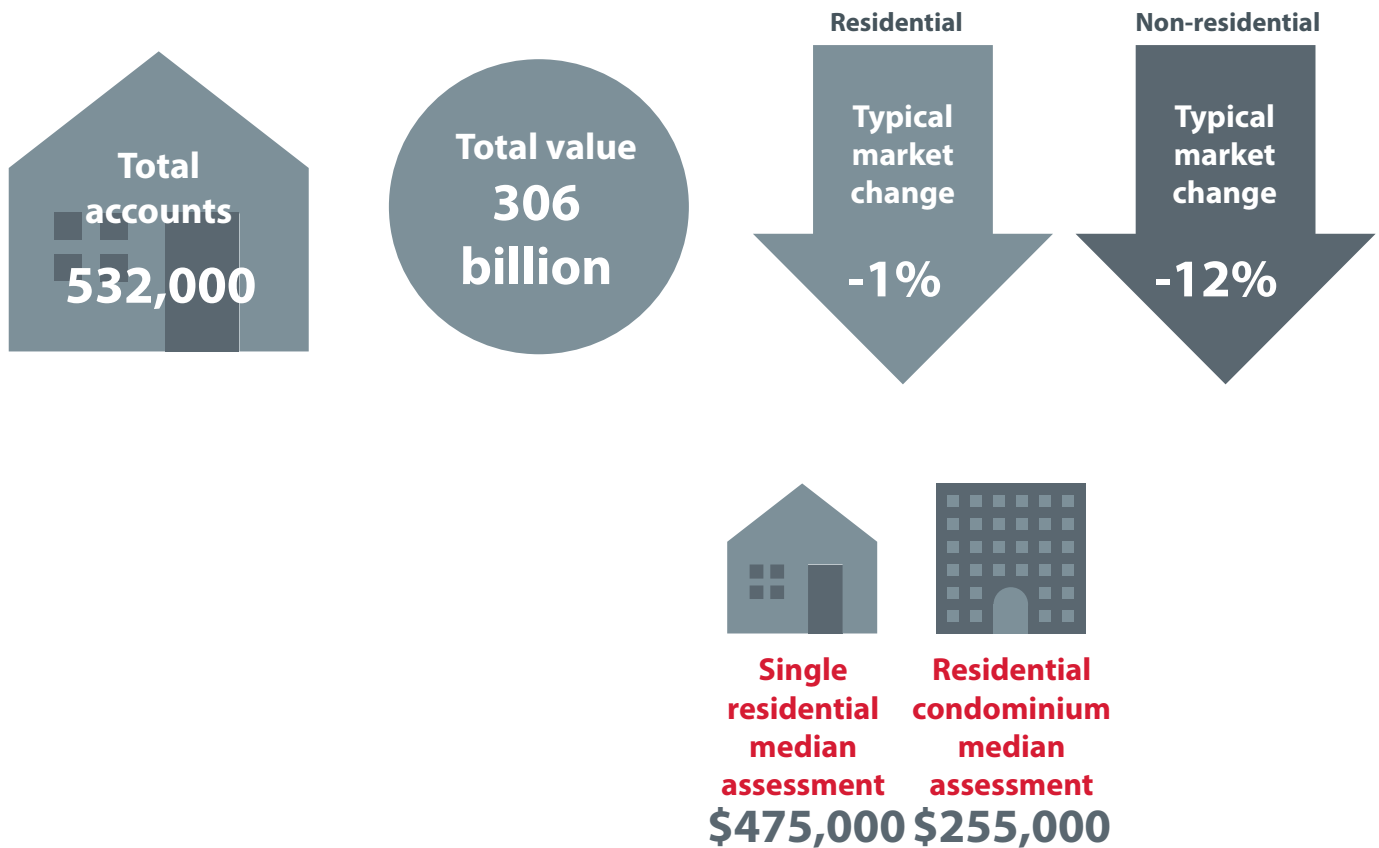 Total
accounts
532,000
Total value
306
billion
Residential
Typical
market
change
-1%
Non-residential
Typical
market
change
-12%
Single
residential
median
assessment
$475,000
Residential
condominium
median
assessment
$255,000